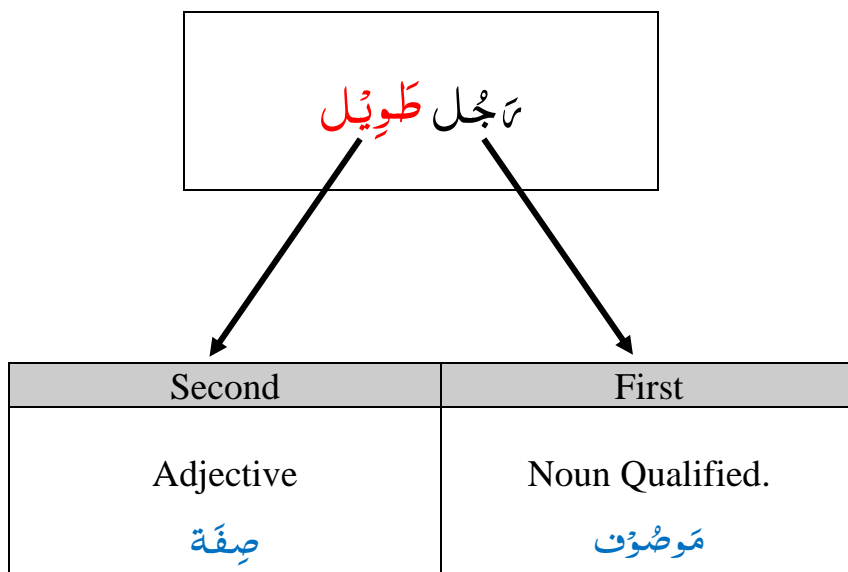 رَجُل طَوِيْل
Second First
Adjective Noun Qualified.
صِفَة مَوصُوْف